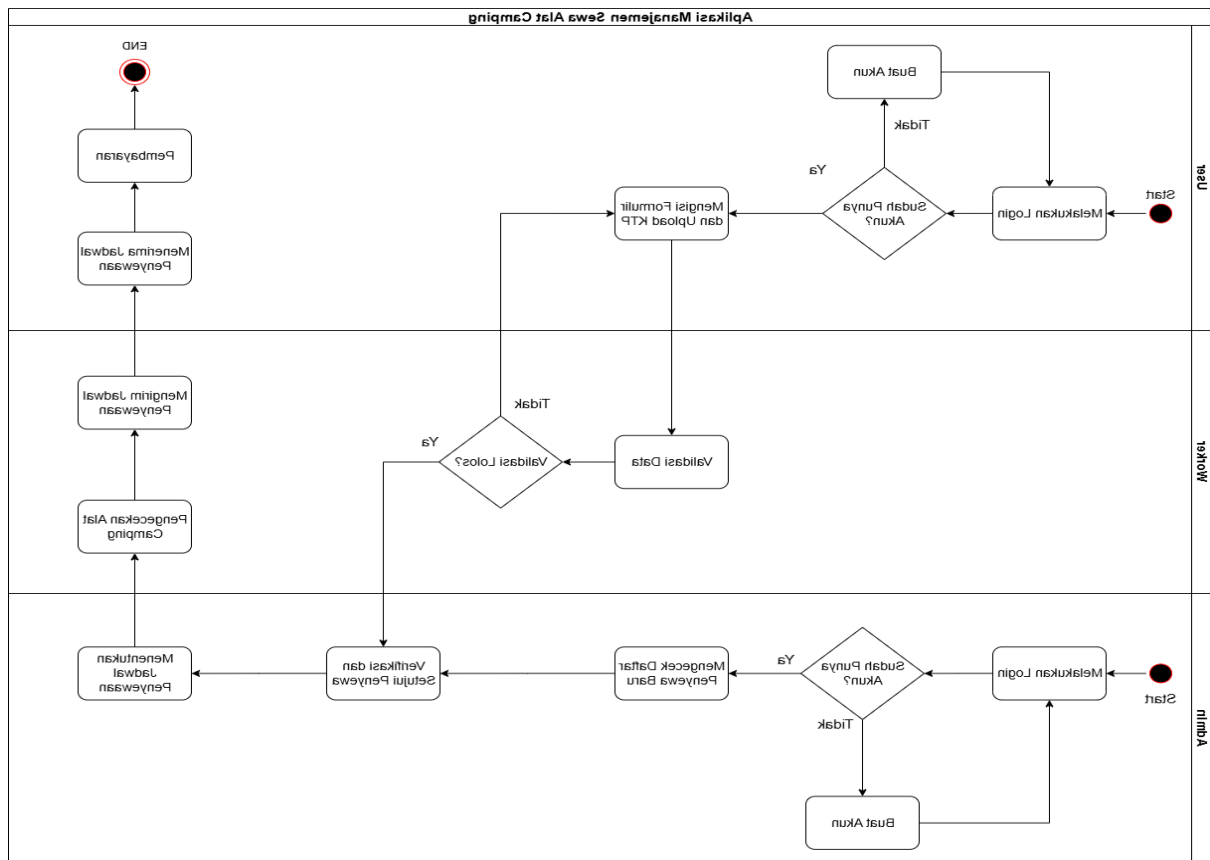 Aplikasi Manajemen Sewa Alat Camping
User
Start
Melakukan Login
Sudah Punya
Akun?
Tidak
Buat Akun
Ya
Mengisi Formulir
dan Upload KTP
END
Pembayaran
Menerima Jadwal
Penyewaan
Worker
Validasi Data
Validasi Lolos?
Tidak
Ya
Mengirim Jadwal
Penyewaan
Pengecekan Alat
Camping
Admin
Start
Melakukan Login
Sudah Punya
Akun?
Tidak
Buat Akun
Ya
Mengecek Daftar
Penyewa Baru
Verifikasi dan
Setujui Penyewa
Menentukan
Jadwal
Penyewaan